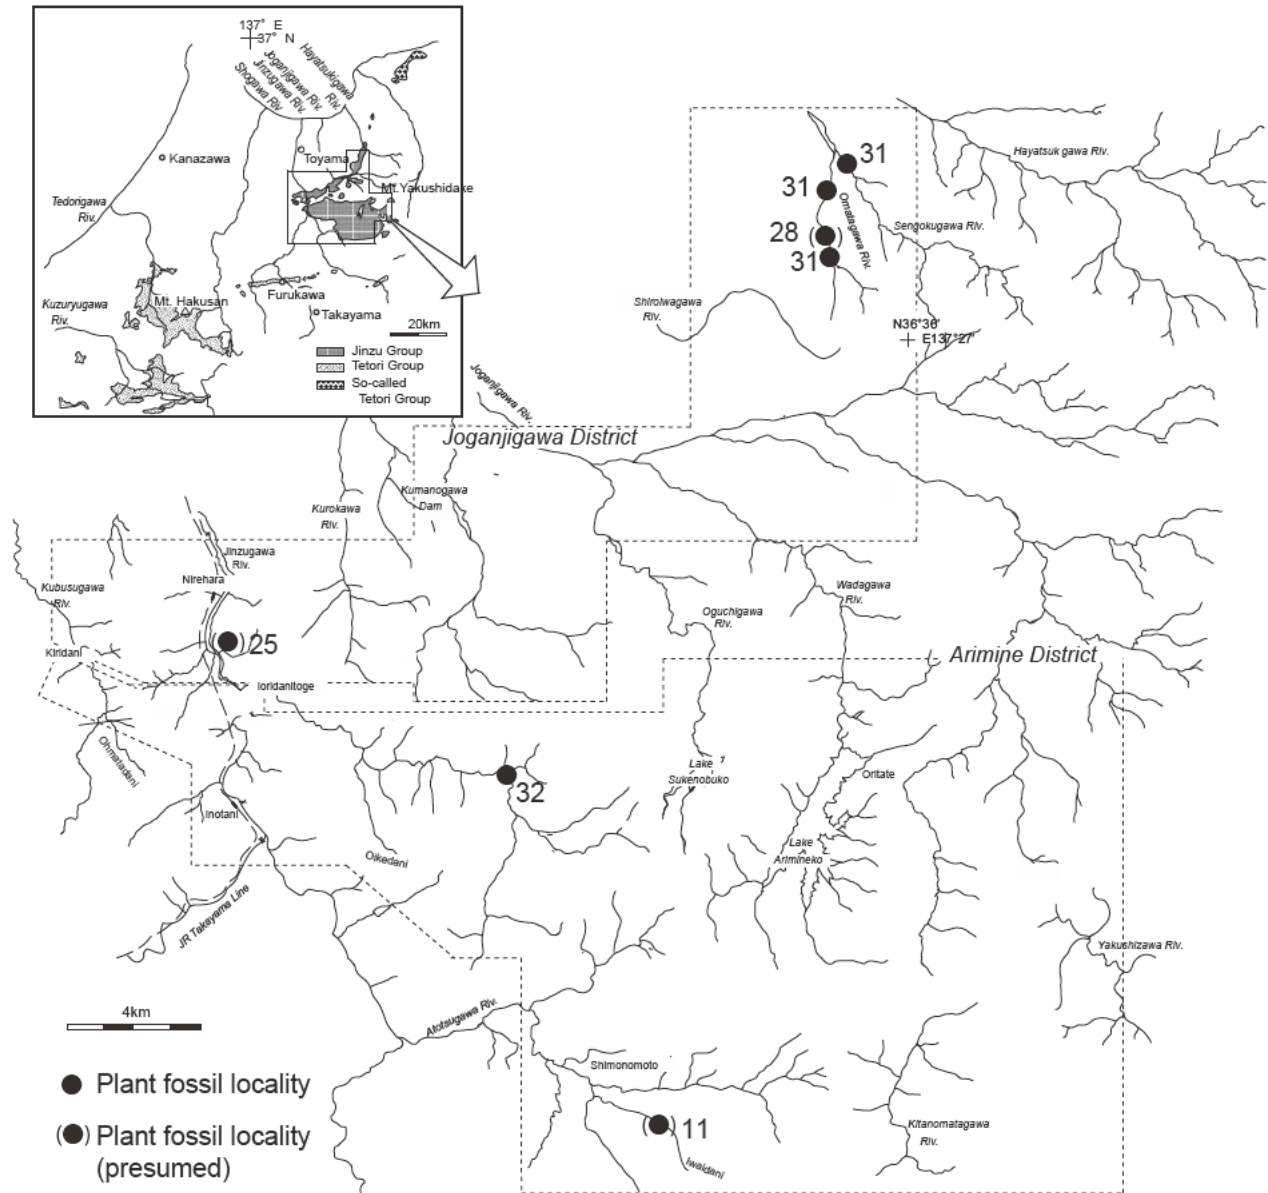 137° E
37° N
Hayatsukigawa
Riv.
Joganjigawa Riv.
Jinzugawa Riv.
Shogawa Riv.
Kanazawa
Toyama
Mt.Yakushidake
Tedorigawa
Riv.
Kuzuryugawa
Riv.
Mt. Hakusan
Furukawa
Takayama
20km
Jinzu Group
Tetori Group
So-called
Tetori Group
31
Hayatsuk gawa Riv.
31
Omatagawa Riv.
28
Sengokugawa Riv.
31
Shiroiwagawa
Riv.
N36°36'
E137°27'
Joganjigawa Riv.
Joganjigawa District
Kumanogawa
Dam
Kurokawa
Riv.
Jinzugawa
Riv.
Nirehara
Kubusugawa
Riv.
Wadagawa
Riv.
Oguchigawa
Riv.
25
Kiridani
Arimine District
Ioridanitoge
Ohmatadani
Lake
Sukenobuko
Oritate
32
Inotani
Lake
Arimineko
Oikedani
JR Takayama Line
Yakushizawa Riv.
4km
Atotsugawa Riv.
Shimonomoto
Plant fossil locality
11
Kitanomatagawa
Riv.
Plant fossil locality
(presumed)
Iwaidani